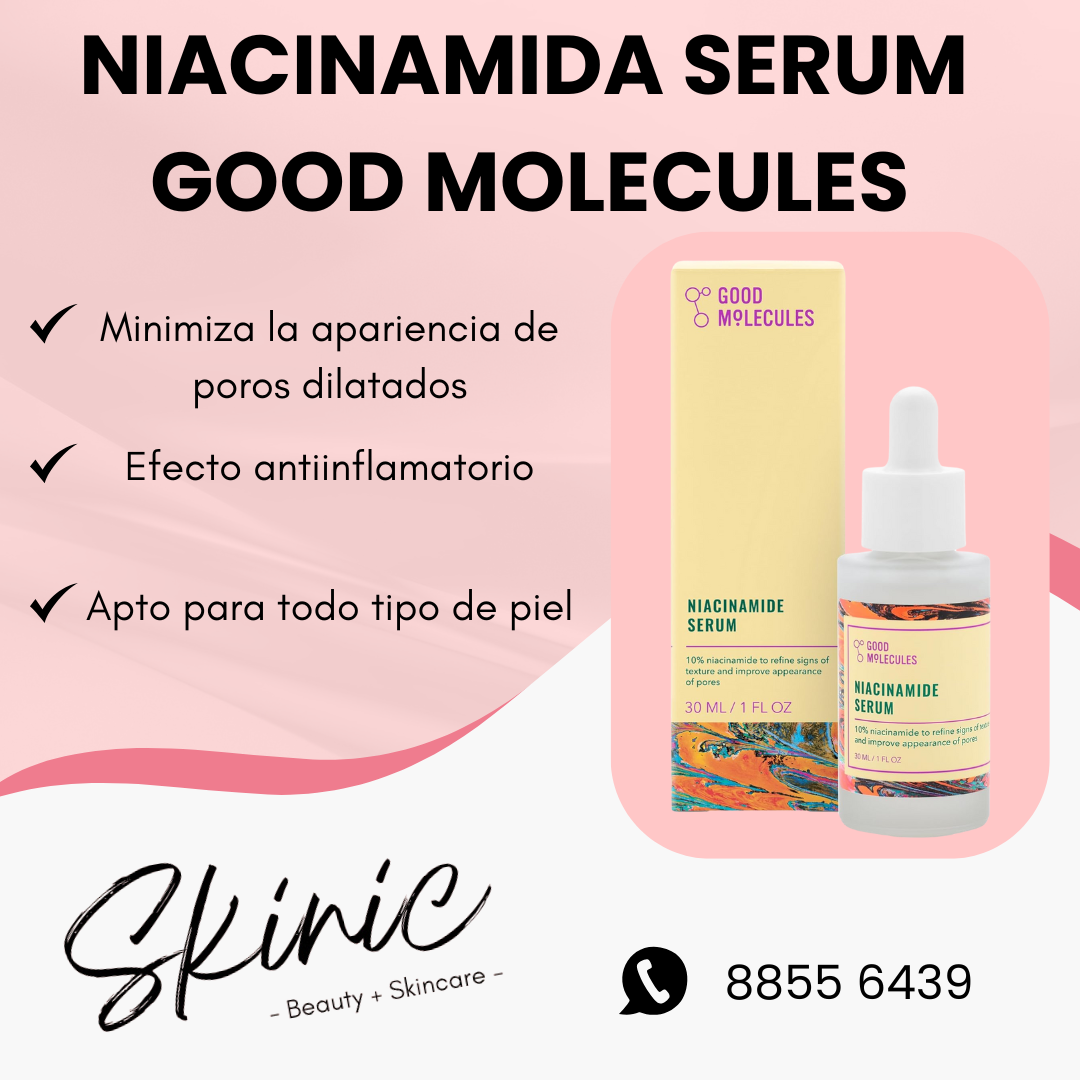 NIACINAMIDA SERUM
GOOD MOLECULES
Minimiza la apariencia de
poros dilatados
Efecto antiinflamatorio
Apto para todo tipo de piel
GOOD
MOLECULES
NIACINAMIDE
SERUM
10% niacinamide to refine signs of
texture and improve appearance
of pores
30 ML / 1 FL OZ
GOOD
MOLECULES
NIACINAMIDE
SERUM
10% niacinamide to refine signs of
and improve appearance of pores
30 ML / 1 FL OZ
Skinic
- Beauty + Skincare -
8855 6439